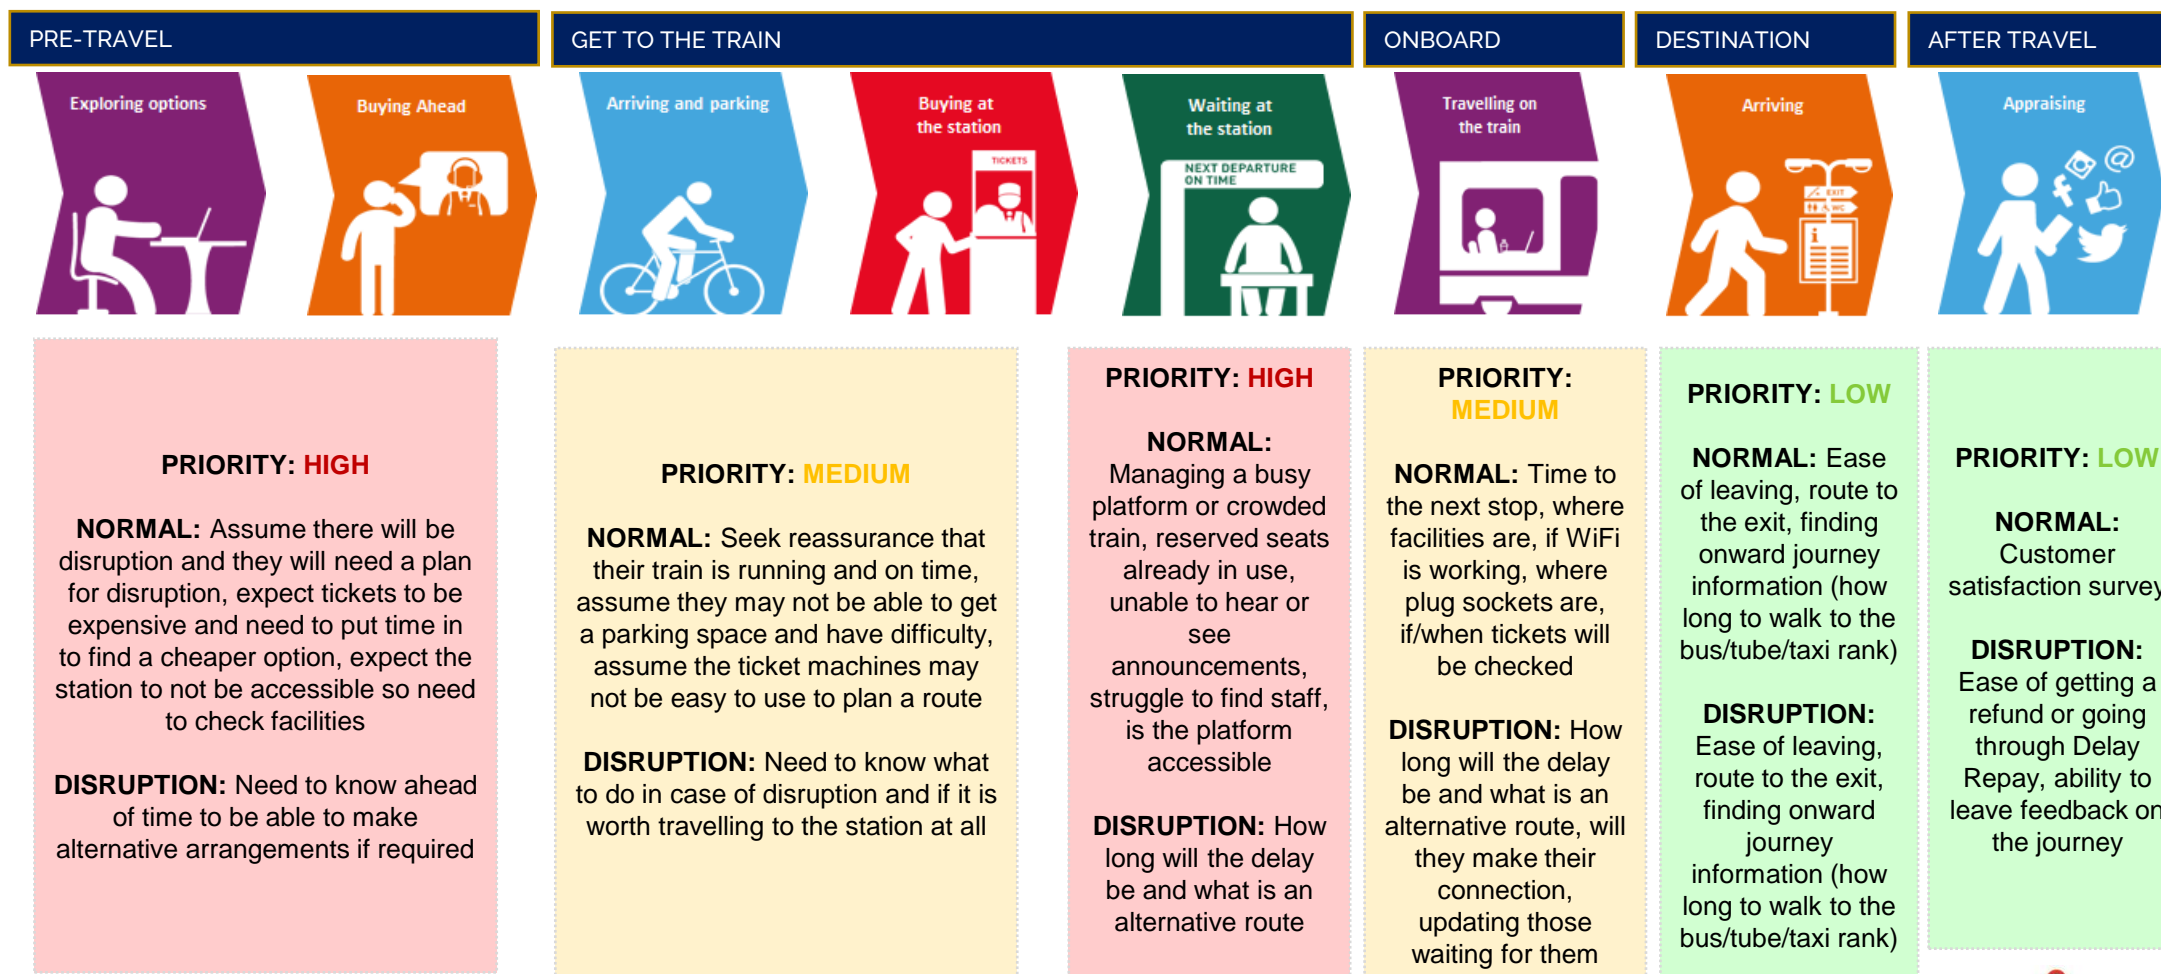 PRE-TRAVEL
GET TO THE TRAIN
ONBOARD
DESTINATION
AFTER TRAVEL
Exploring options
Buying Ahead
Arriving and parking
Buying at
the station
TICKETS
Waiting at
the station
NEXT DEPARTURE
ON TIME
Travelling on
the train
Arriving
EXIT
WC
i
Appraising
@
f
PRIORITY: HIGH
NORMAL: Assume there will be
disruption and they will need a plan
for disruption, expect tickets to be
expensive and need to put time in
to find a cheaper option, expect the
station to not be accessible so need
to check facilities
DISRUPTION: Need to know ahead
of time to be able to make
alternative arrangements if required
PRIORITY: MEDIUM
NORMAL: Seek reassurance that
their train is running and on time,
assume they may not be able to get
a parking space and have difficulty,
assume the ticket machines may
not be easy to use to plan a route
DISRUPTION: Need to know what
to do in case of disruption and if it is
worth travelling to the station at all
PRIORITY: HIGH
NORMAL:
Managing a busy
platform or crowded
train, reserved seats
already in use,
unable to hear or
see
announcements,
struggle to find staff,
is the platform
accessible
DISRUPTION: How
long will the delay
be and what is an
alternative route
PRIORITY:
MEDIUM
NORMAL: Time to
the next stop, where
facilities are, if WiFi
is working, where
plug sockets are,
if/when tickets will
be checked
DISRUPTION: How
long will the delay
be and what is an
alternative route, will
they make their
connection,
updating those
waiting for them
PRIORITY: LOW
NORMAL: Ease
of leaving, route to
the exit, finding
onward journey
information (how
long to walk to the
bus/tube/taxi rank)
DISRUPTION:
Ease of leaving,
route to the exit,
finding onward
journey
information (how
long to walk to the
bus/tube/taxi rank)
PRIORITY: LOW
NORMAL:
Customer
satisfaction survey
DISRUPTION:
Ease of getting a
refund or going
through Delay
Repay, ability to
leave feedback on
the journey